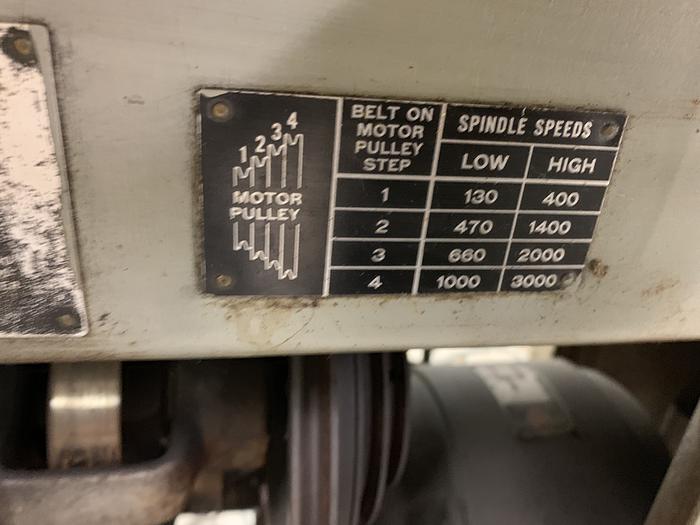 1 2 3 4
MOTOR
PULLEY
BELT ON
MOTOR
PULLEY
STEP
SPINDLE SPEEDS
LOW HIGH
1 130 400
2 470 1400
3 660 2000
4 1000 3000